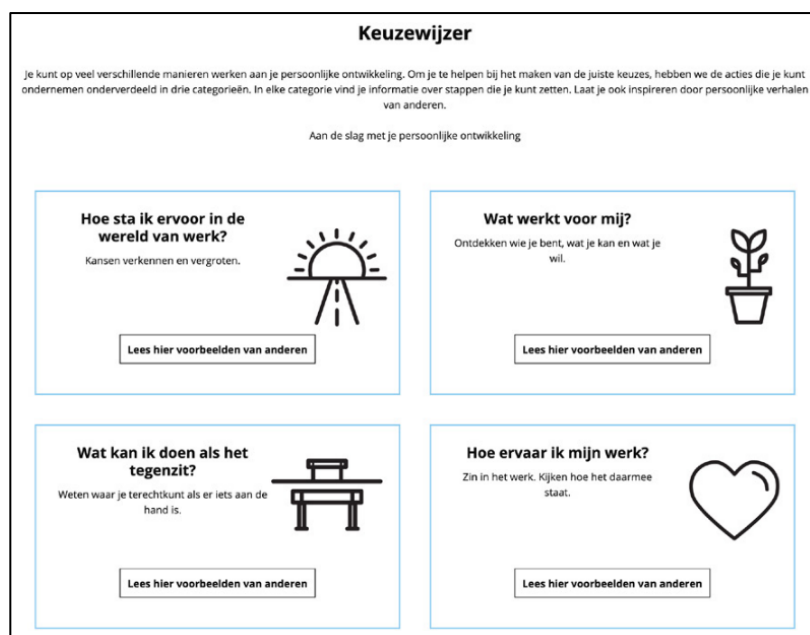 Keuzewijzer
Je kunt op veel verschillende manieren werken aan je persoonlijke ontwikkeling. Om je te helpen bij het maken van de juiste keuzes, hebben we de acties die je kunt
ondernemen onderverdeeld in drie categorieën. In elke categorie vind je informatie over stappen die je kunt zetten. Laat je ook inspireren door persoonlijke verhalen
van anderen.
Aan de slag met je persoonlijke ontwikkeling
Hoe sta ik ervoor in de
wereld van werk?
Kansen verkennen en vergroten.
Lees hier voorbeelden van anderen
Wat werkt voor mij?
Ontdekken wie je bent, wat je kan en wat je
wil.
Lees hier voorbeelden van anderen
Wat kan ik doen als het
tegenzit?
Weten waar je terechtkunt als er iets aan de
hand is.
Lees hier voorbeelden van anderen
Hoe ervaar ik mijn werk?
Zin in het werk. Kijken hoe het daarmee
staat.
Lees hier voorbeelden van anderen